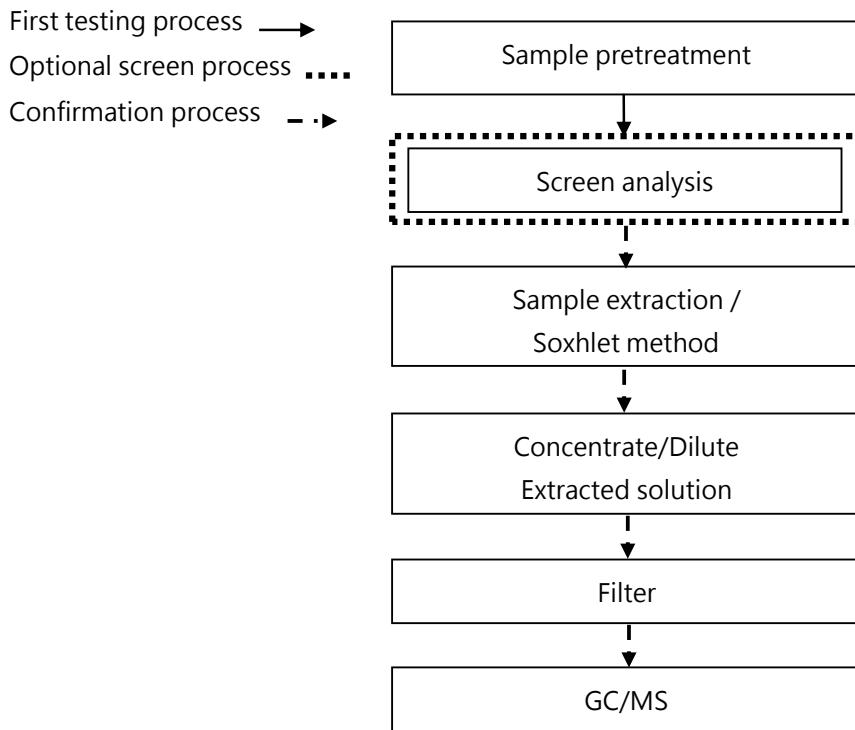 First testing process
Optional screen process
Confirmation process
Sample pretreatment
Screen analysis
Sample extraction /
Soxhlet method
Concentrate/Dilute
Extracted solution
Filter
GC/MS